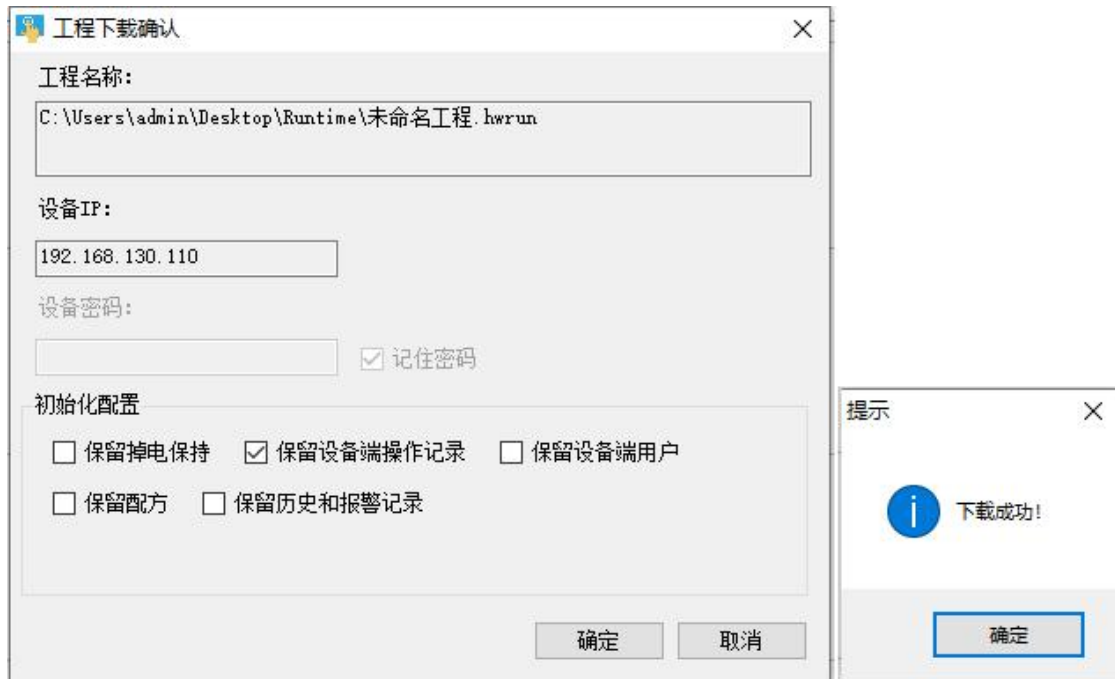 工程下载确认
工程名称:
C:\Users\admin\Desktop\Runtime\未命名工程.hwrun
设备IP:
192.168.130.110
设备密码:
记住密码
初始化配置
保留掉电保持 保留设备端操作记录 保留设备端用户
保留配方 保留历史和报警记录
确定 取消
提示
下载成功!
确定